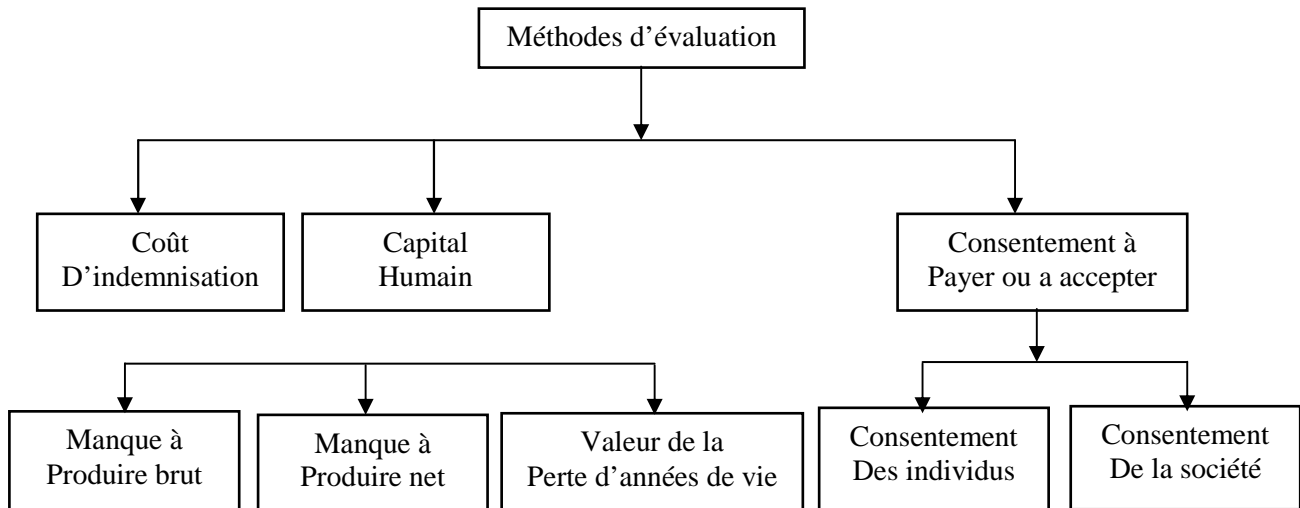 Méthodes d’évaluation
Coût
D’indemnisation
Capital
Humain
Consentement à
Payer ou a accepter
Manque à
Produire brut
Manque à
Produire net
Valeur de la
Perte d’années de vie
Consentement
Des individus
Consentement
De la société